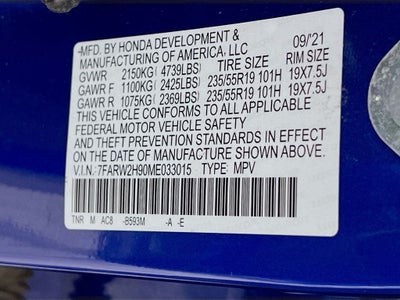 MFD. BY HONDA DEVELOPMENT & 09/'21
MANUFACTURING OF AMERICA, LLC
GVWR 2150KG (4739LBS) TIRE SIZE RIM SIZE
GAWR F 1100KG (2425LBS) 235/55R19 101H 19X7.5J
GAWR R 1075KG (2369LBS) 235/55R19 101H 19X7.5J
THIS VEHICLE CONFORMS TO ALL APPLICABLE
FEDERAL MOTOR VEHICLE SAFETY
AND THEFT PREVENTION STANDARDS IN EFFECT
ON THE DATE OF MANUFACTURE SHOWN ABOVE.
V.I.N.: 7FARW2H90ME033015 TYPE: MPV
TNR M AC8 -B593M -A -E